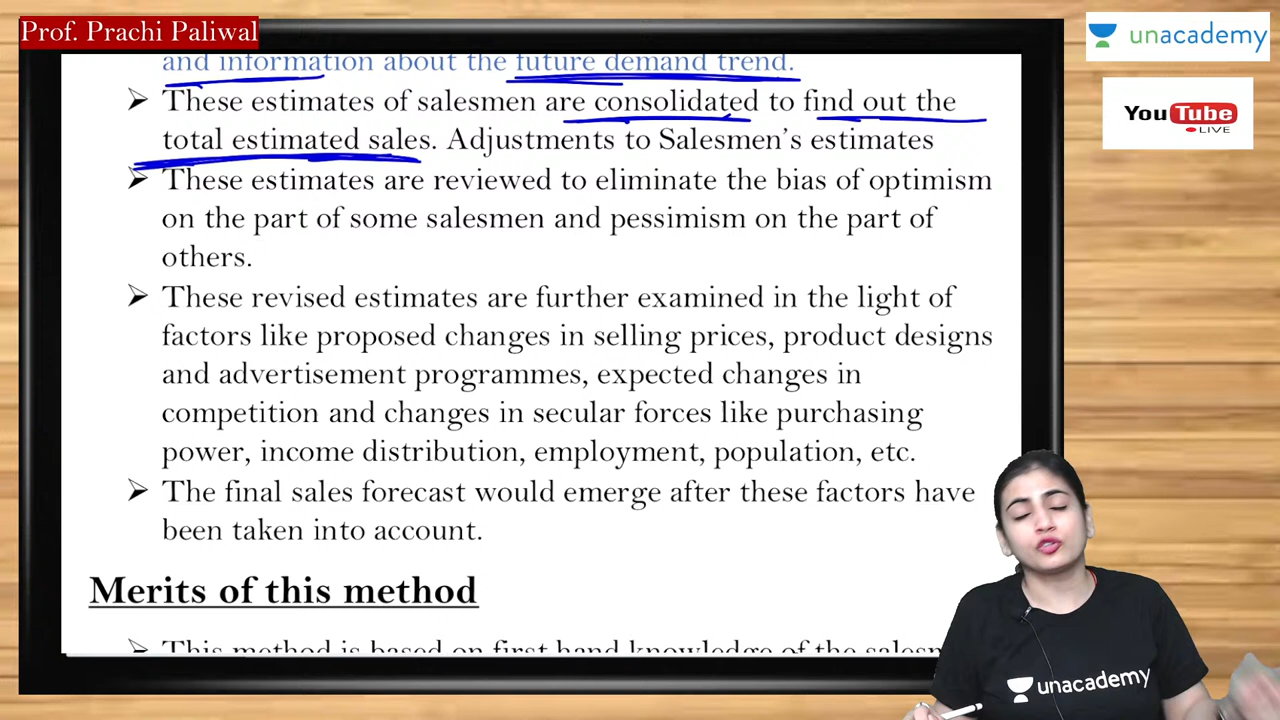 Prof. Prachi Paliwal
unacademy
YouTube
LIVE
and information about the future demand trend.
➢ These estimates of salesmen are consolidated to find out the
total estimated sales. Adjustments to Salesmen's estimates
➢ These estimates are reviewed to eliminate the bias of optimism
on the part of some salesmen and pessimism on the part of
others.
➢ These revised estimates are further examined in the light of
factors like proposed changes in selling prices, product designs
and advertisement programmes, expected changes in
competition and changes in secular forces like purchasing
power, income distribution, employment, population, etc.
➢ The final sales forecast would emerge after these factors have
been taken into account.
Merits of this method
➢ This method is based on first hand knowledge of the
unacademy